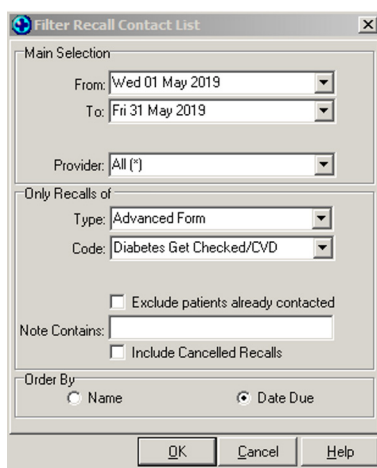 Filter Recall Contact List
Main Selection
From: Wed 01 May 2019
To: Fri 31 May 2019
Provider: All (*)
Only Recalls of
Type: Advanced Form
Code: Diabetes Get Checked/CVD
Exclude patients already contacted
Note Contains:
Include Cancelled Recalls
Order By
Name Date Due
OK Cancel Help